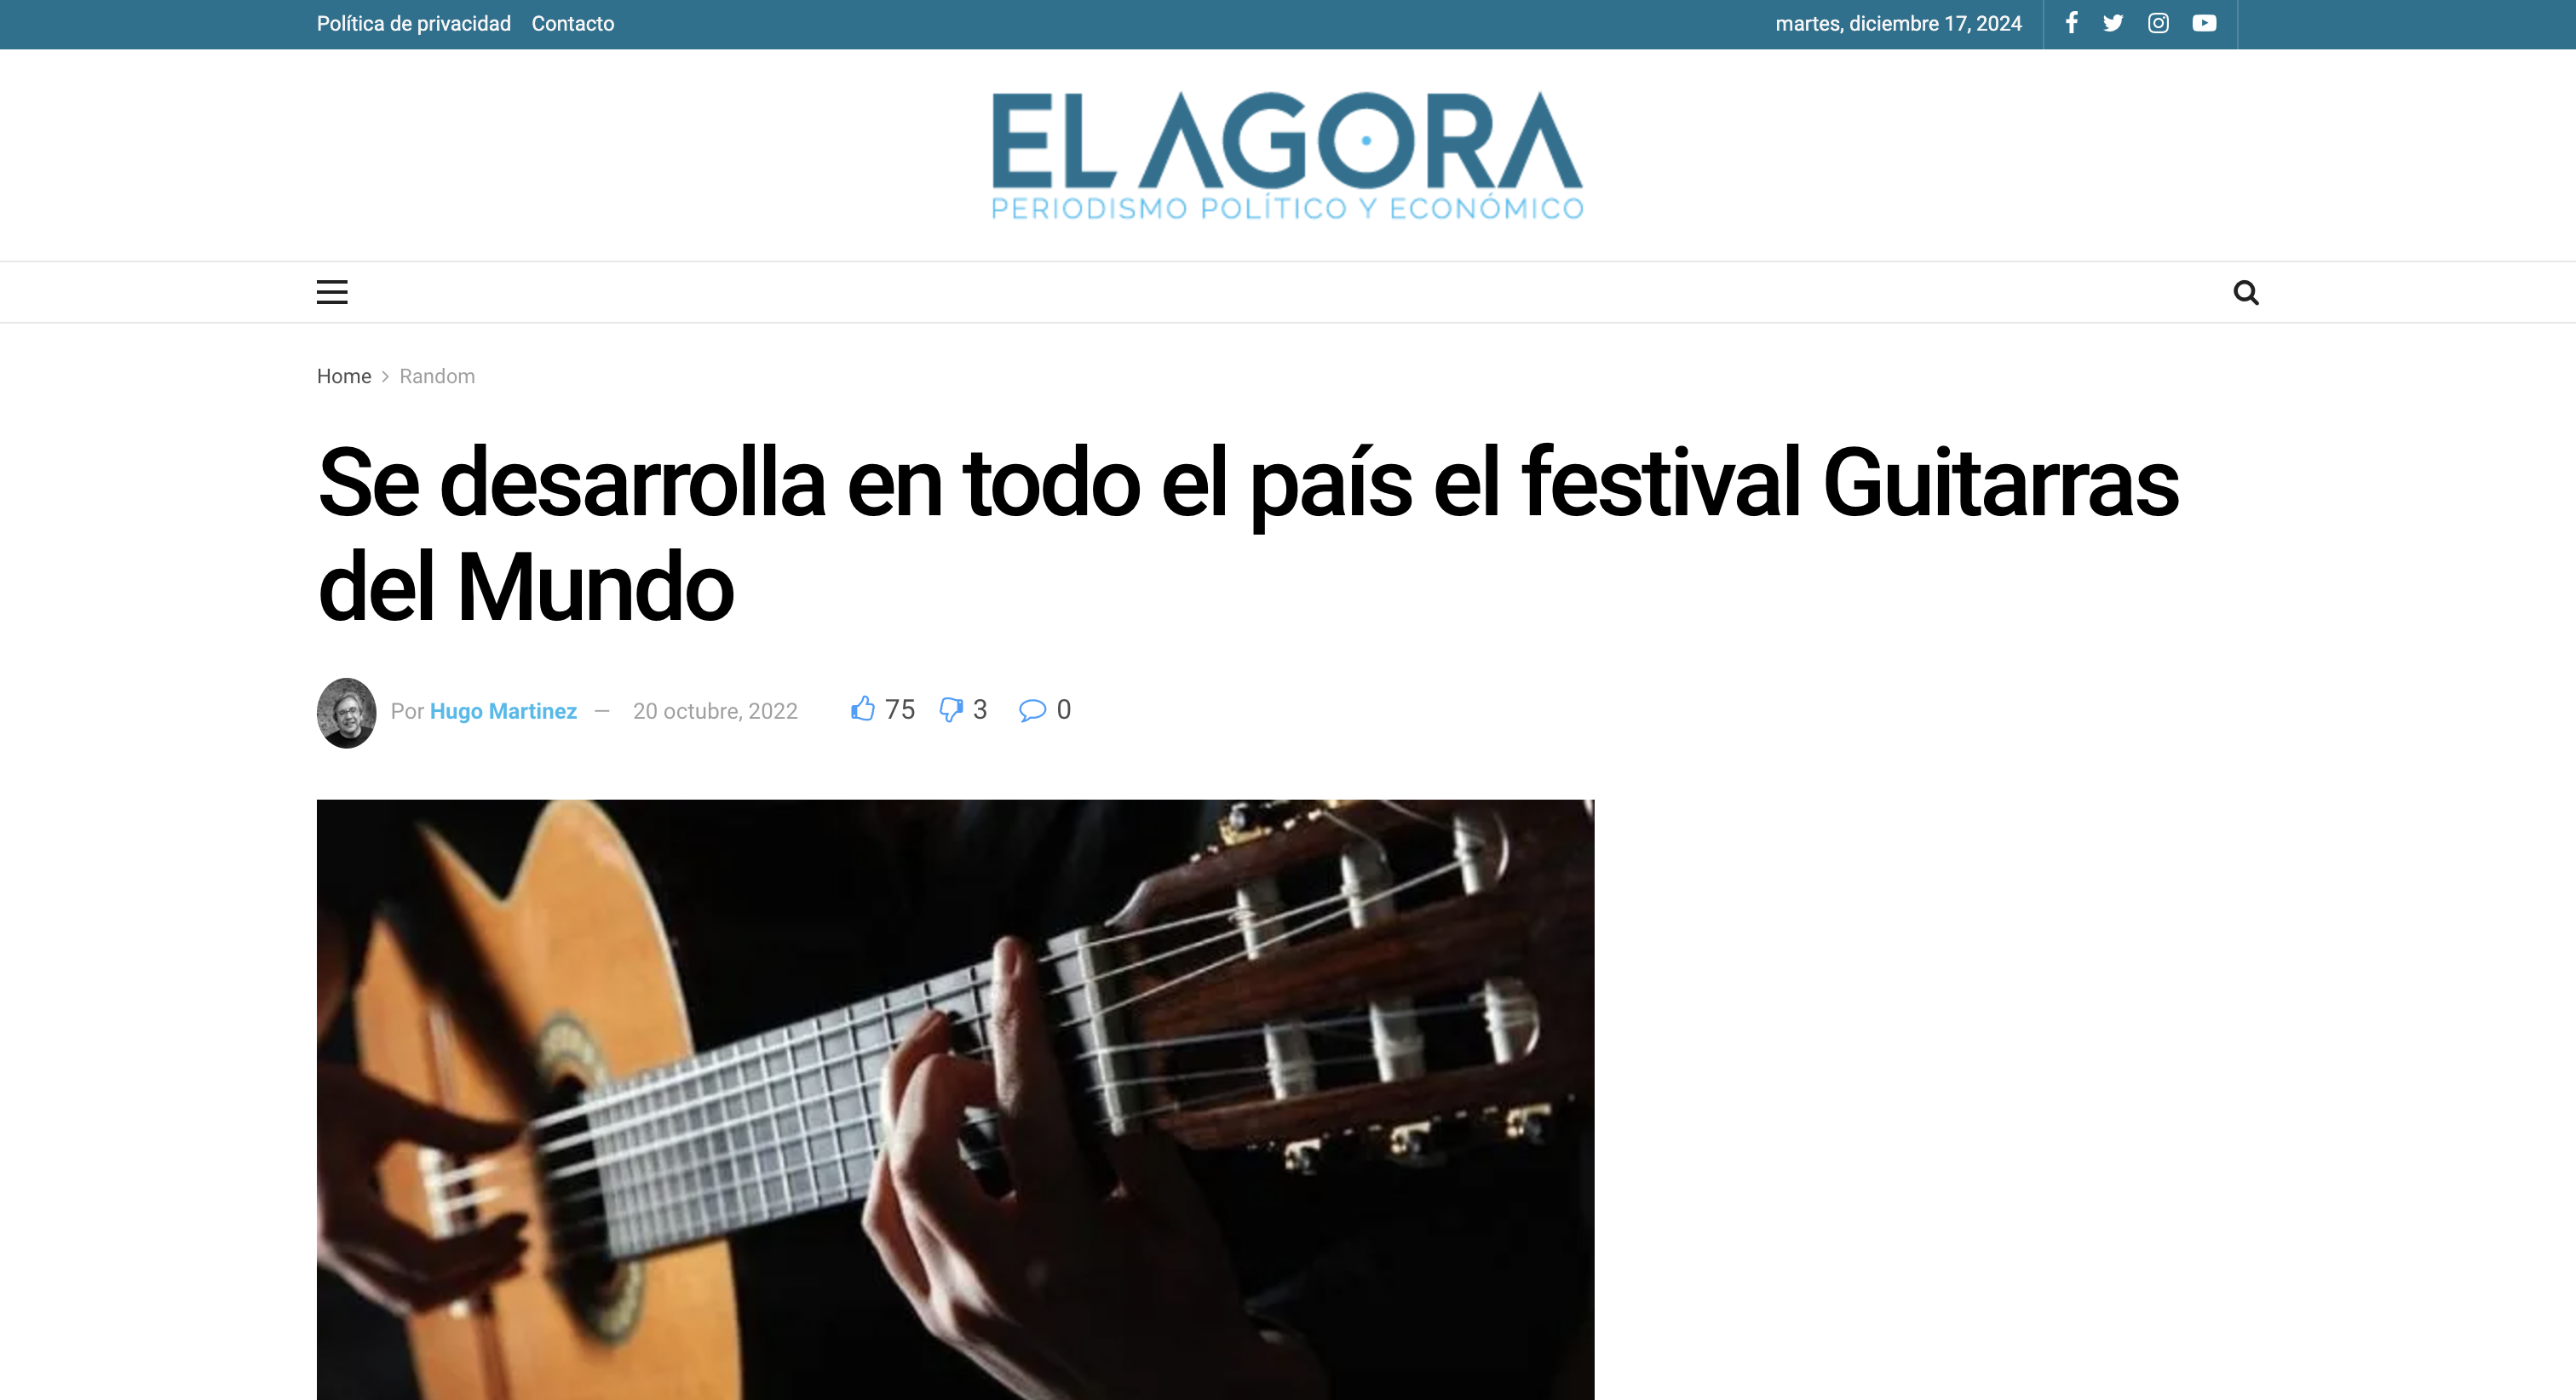 Política de privacidad Contacto martes, diciembre 17, 2024
EL AGORA
PERIODISMO POLÍTICO Y ECONÓMICO
Home > Random
Se desarrolla en todo el país el festival Guitarras
del Mundo
Por Hugo Martinez — 20 octubre, 2022 75 3 0